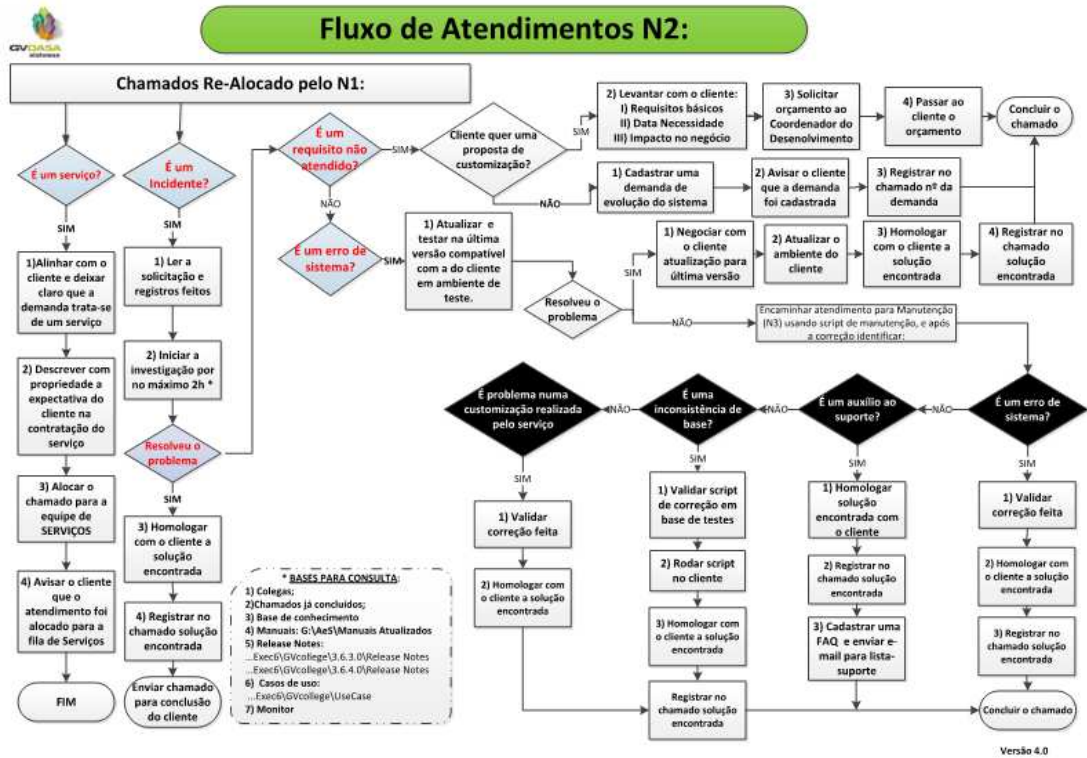 GVDASA
sistemas
Fluxo de Atendimentos N2:
Chamados Re-Alocado pelo N1:
É um serviço?
SIM
1)Alinhar com o
cliente e deixar
claro que a
demanda trata-se
de um serviço
2) Descrever com
propriedade a
expectativa do
cliente na
contratação do
serviço
3) Alocar o
chamado para a
equipe de
SERVIÇOS
4) Avisar o cliente
que o
atendimento foi
alocado para a
fila de Serviços
FIM
É um
Incidente?
SIM
1) Ler a
solicitação e
registros feitos
2) Iniciar a
investigação por
no máximo 2h *
Resolveu o
problema
SIM
3) Homologar
com o cliente a
solução
encontrada
4) Registrar no
chamado solução
encontrada
Enviar chamado
para conclusão
do cliente
É um
requisito não
atendido?
SIM
NÃO
Cliente quer uma
proposta de
customização?
SIM
2) Levantar com o cliente:
I) Requisitos básicos
II) Data Necessidade
III) Impacto no negócio
3) Solicitar
orçamento ao
Coordenador do
Desenvolvimento
4) Passar ao
cliente o
orçamento
Concluir o
chamado
NÃO
1) Cadastrar uma
demanda de
evolução do sistema
2) Avisar o cliente
que a demanda
foi cadastrada
3) Registrar no
chamado nº da
demanda
É um erro de
sistema?
SIM
1) Atualizar e
testar na última
versão compatível
com a do cliente
em ambiente de
teste.
Resolveu o
problema
SIM
1) Negociar com
o cliente
atualização para
última versão
2) Atualizar o
ambiente do
cliente
3) Homologar
com o cliente a
solução
encontrada
4) Registrar no
chamado
solução
encontrada
NÃO
Encaminhar atendimento para Manutenção
(N3) usando script de manutenção, e após
a correção identificar:
É um erro de
sistema?
NÃO
É um auxílio ao
suporte?
NÃO
É uma
inconsistência de
base?
NÃO
É problema numa
customização realizada
pelo serviço
SIM
1) Validar
correção feita
2) Homologar com
o cliente a solução
encontrada
SIM
1) Validar script
de correção em
base de testes
2) Rodar script
no cliente
3) Homologar com
o cliente a solução
encontrada
Registrar no
chamado solução
encontrada
SIM
1) Homologar
solução
encontrada com
o cliente
2) Registrar no
chamado solução
encontrada
3) Cadastrar uma
FAQ e enviar e-
mail para lista-
suporte
SIM
1) Validar
correção feita
2) Homologar com
o cliente a solução
encontrada
3) Registrar no
chamado solução
encontrada
Concluir o chamado
* BASES PARA CONSULTA:
1) Colegas;
2)Chamados já concluídos;
3) Base de conhecimento
4) Manuais: G:\AeS\Manuais Atualizados
5) Release Notes:
...Exec6\GVcollege\3.6.3.0\Release Notes
...Exec6\GVcollege\3.6.4.0\Release Notes
6) Casos de uso:
...Exec6\GVcollege\UseCase
7) Monitor
Versão 4.0